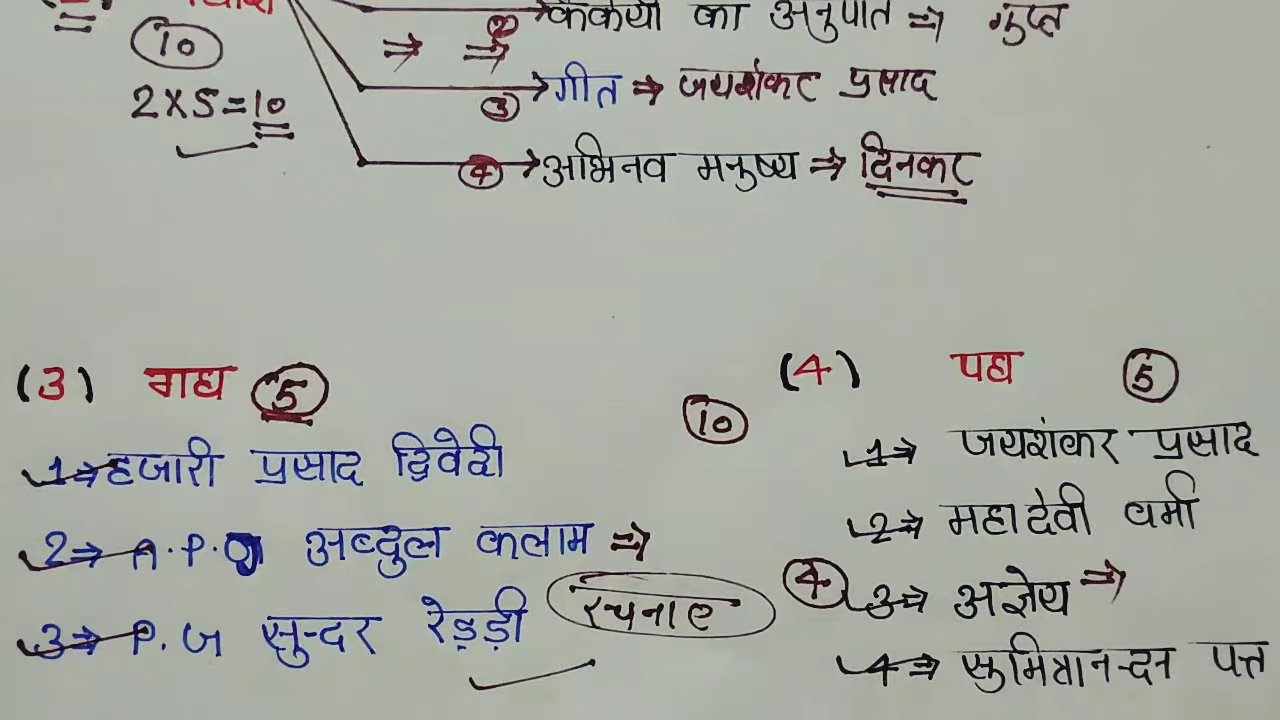 कैकेयी का अनुपात ⇒ गुप्त
10
⇒ ⇒ 2
2×5=10
3 गीत ⇒ जयशंकर प्रसाद
4 अभिनव मनुष्य ⇒ दिनकर
(3) गद्य 5
1⇒ हजारी प्रसाद द्विवेदी
2⇒ A.P.J अब्दुल कलाम ⇒
3⇒ P.J सुन्दर रेड्ड़ी
रचनाए
10
(4) पद्य 5
1⇒ जयशंकर प्रसाद
2⇒ महादेवी वर्मा
4 3⇒ अज्ञेय ⇒
4⇒ सुमित्रानन्दन पत्त